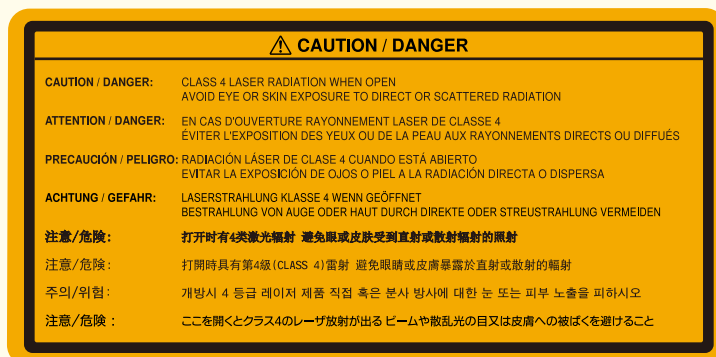 ⚠ CAUTION / DANGER
CAUTION / DANGER: CLASS 4 LASER RADIATION WHEN OPEN
AVOID EYE OR SKIN EXPOSURE TO DIRECT OR SCATTERED RADIATION
ATTENTION / DANGER: EN CAS D'OUVERTURE RAYONNEMENT LASER DE CLASSE 4
ÉVITER L'EXPOSITION DES YEUX OU DE LA PEAU AUX RAYONNEMENTS DIRECTS OU DIFFUÉS
PRECAUCIÓN / PELIGRO: RADIACIÓN LÁSER DE CLASE 4 CUANDO ESTÁ ABIERTO
EVITAR LA EXPOSICIÓN DE OJOS O PIEL A LA RADIACIÓN DIRECTA O DISPERSA
ACHTUNG / GEFAHR: LASERSTRAHLUNG KLASSE 4 WENN GEÖFFNET
BESTRAHLUNG VON AUGE ODER HAUT DURCH DIREKTE ODER STREUSTRAHLUNG VERMEIDEN
注意/危险: 打开时有4类激光辐射 避免眼或皮肤受到直射或散射辐射的照射
注意/危険: 打開時具有第4級(CLASS 4)雷射 避免眼睛或皮膚暴露於直射或散射的輻射
주의/위험: 개방시 4 등급 레이저 제품 직접 혹은 분사 방사에 대한 눈 또는 피부 노출을 피하시오
注意/危険 : ここを開くとクラス4のレーザ放射が出る ビームや散乱光の目又は皮膚への被ばくを避けること